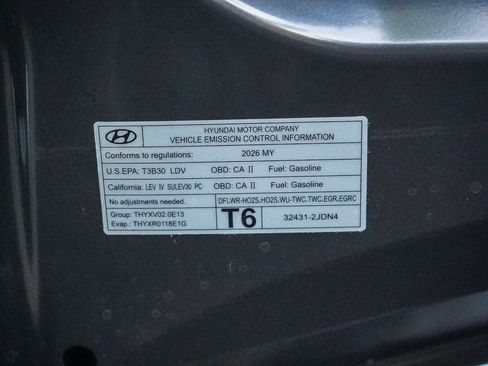 HYUNDAI MOTOR COMPANY
VEHICLE EMISSION CONTROL INFORMATION
Conforms to regulations: 2026 MY
U.S.EPA: T3B30 LDV OBD: CA II Fuel: Gasoline
California: LEV IV SULEV30 PC OBD: CA II Fuel: Gasoline
No adjustments needed. DFI,WR-HO2S,HO2S,WU-TWC,TWC,EGR,EGRC
Group: THYXV02.0E13
Evap.: THYXR0118E1G
T6 32431-2JDN4